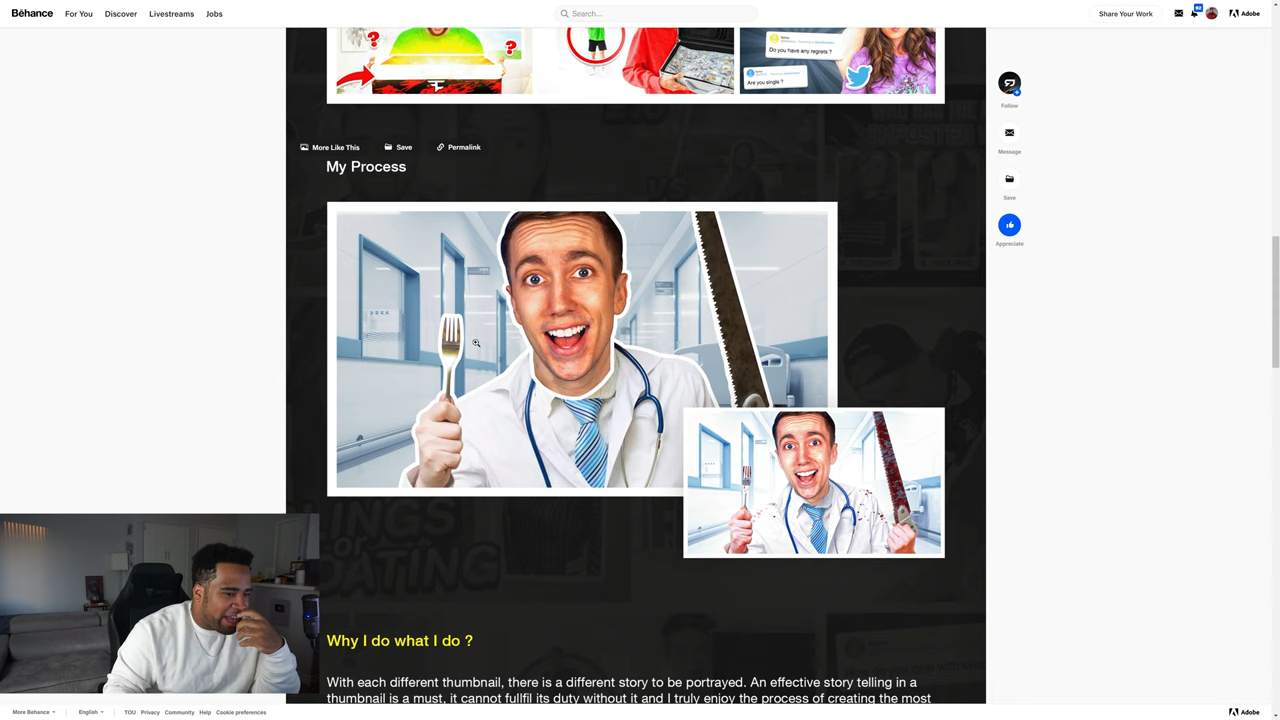 Bēhance
For You
Discover
Livestreams
Jobs
Search...
Share Your Work
92
Adobe
?
?
Do you have any regrets?
Are you single ?
Follow
Message
Save
Appreciate
More Like This
Save
Permalink
My Process
Why I do what I do ?
With each different thumbnail, there is a different story to be portrayed. An effective story telling in a
thumbnail is a must, it cannot fullfil its duty without it and I truly enjoy the process of creating the most
More Behance
English
TOU
Privacy
Community
Help
Cookie preferences
Adobe